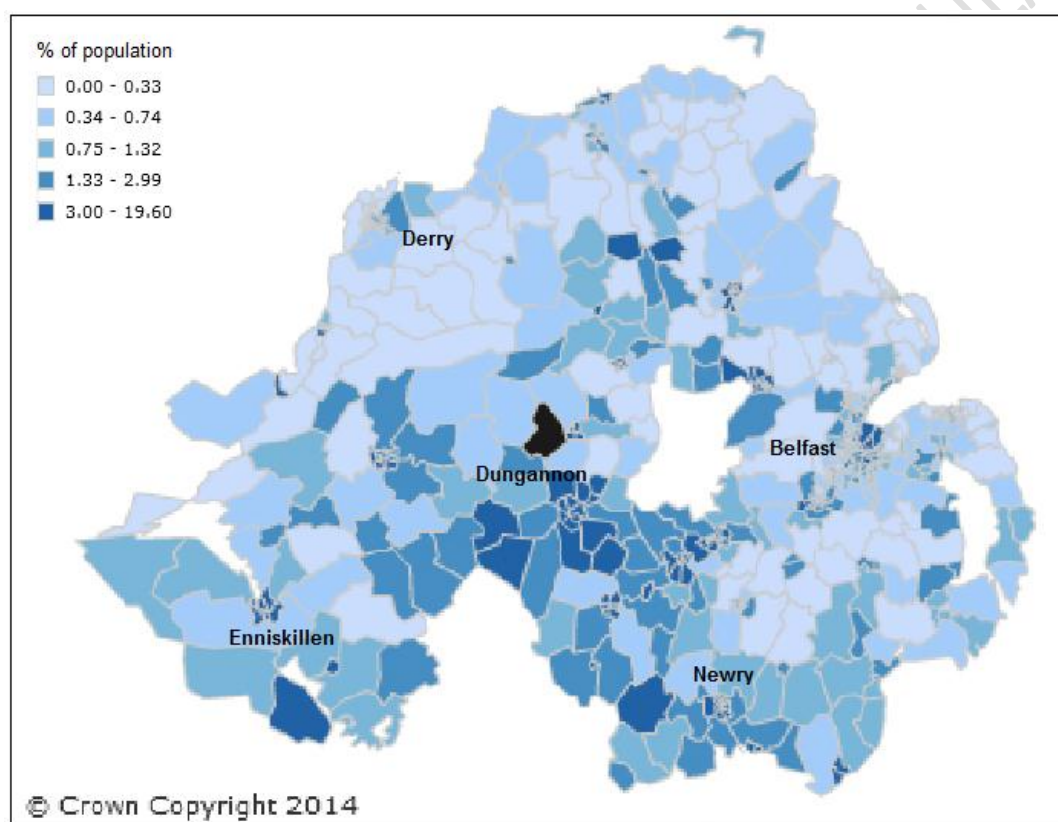 % of population
0.00 - 0.33
0.34 - 0.74
0.75 - 1.32
1.33 - 2.99
3.00 - 19.60
Derry
Belfast
Dungannon
Enniskillen
Newry
© Crown Copyright 2014